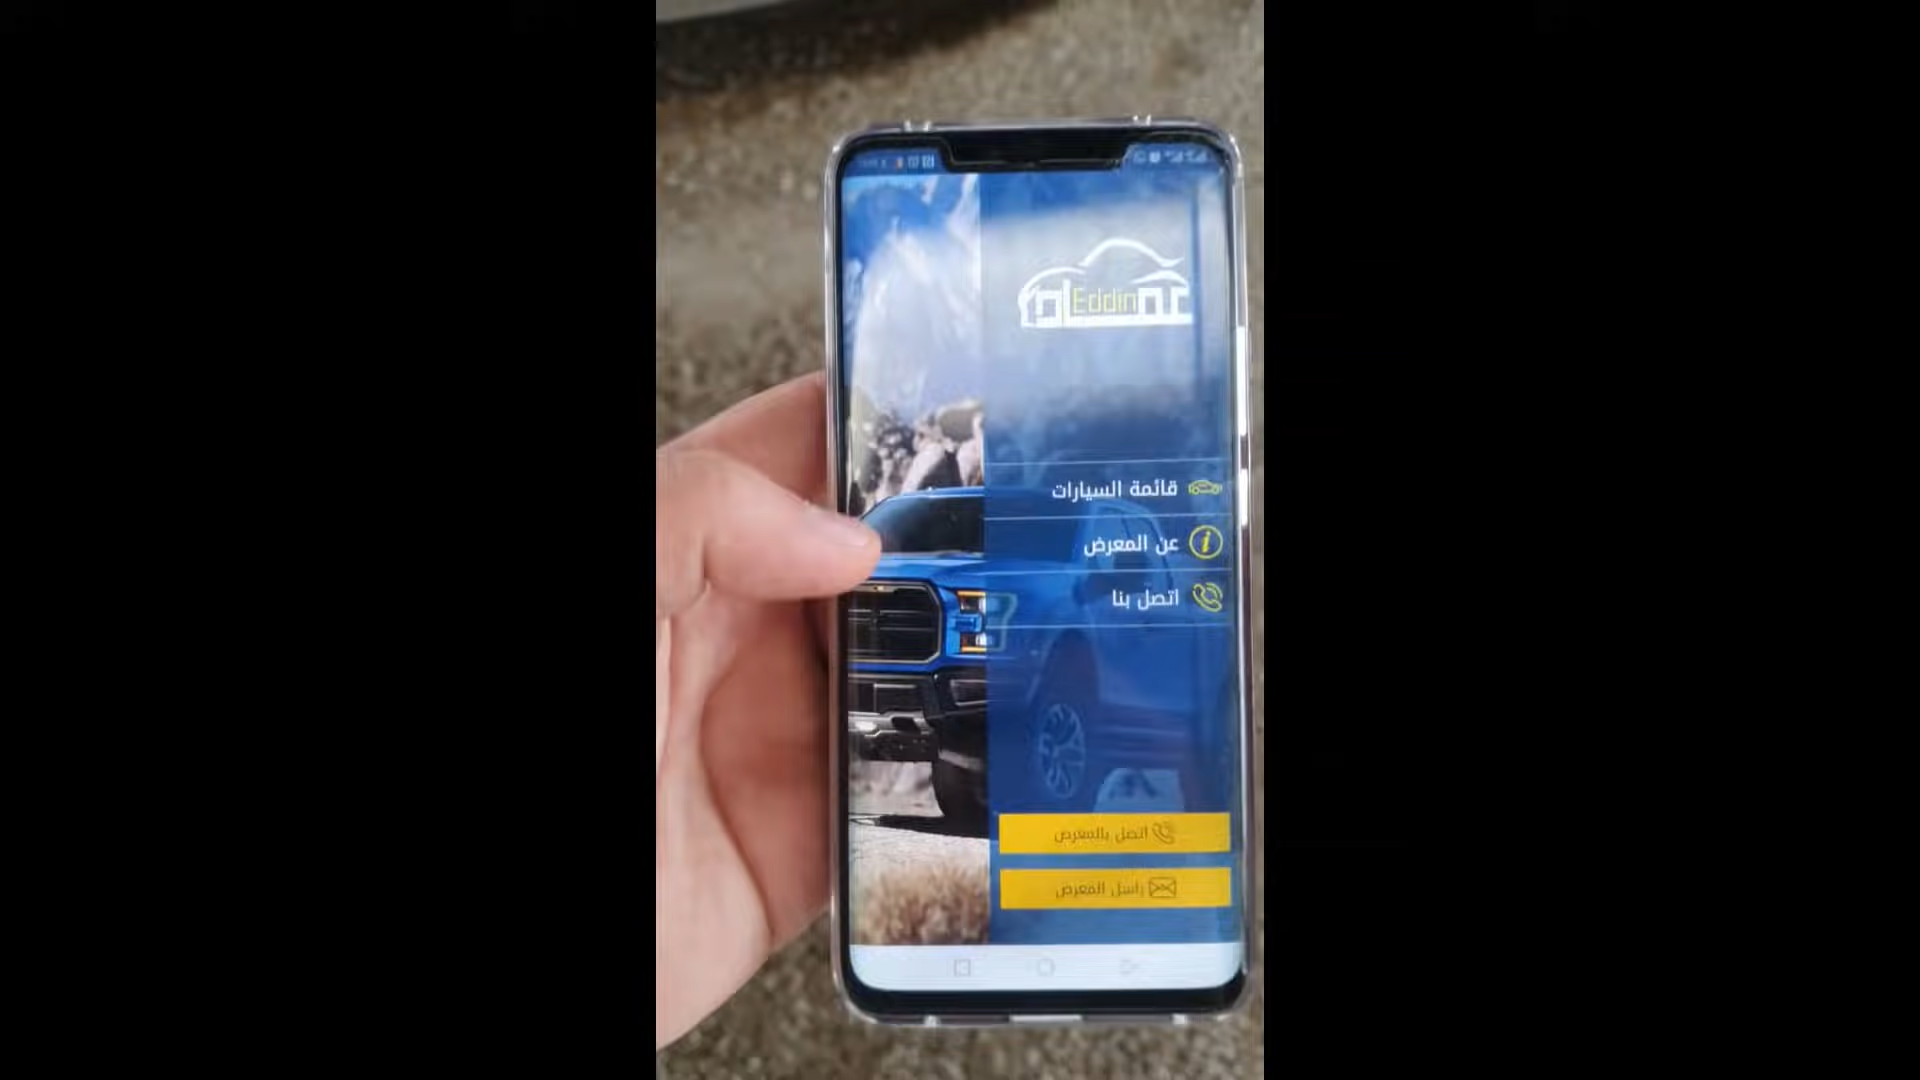 Eddin
قائمة السيارات
عن المعرض
اتصل بنا
اتصل بالمعرض
راسل المعرض